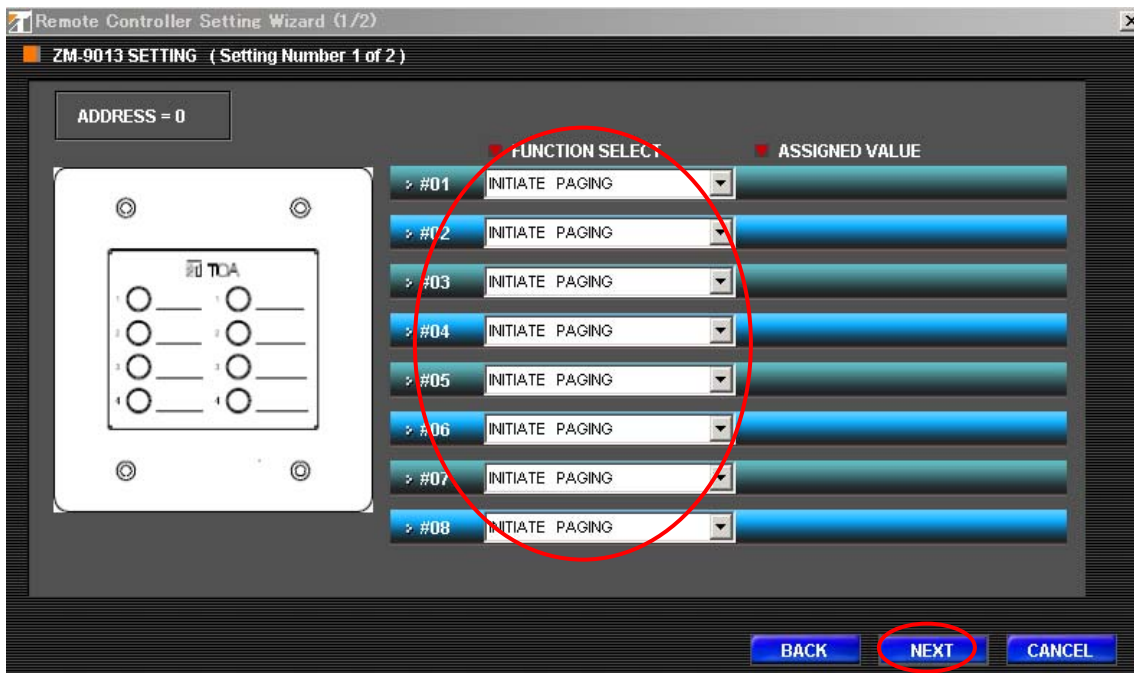 Remote Controller Setting Wizard (1/2)
ZM-9013 SETTING ( Setting Number 1 of 2 )
ADDRESS = 0
FUNCTION SELECT ASSIGNED VALUE
TOA
1 1
2 2
3 3
4 4
> #01 INITIATE PAGING
> #02 INITIATE PAGING
> #03 INITIATE PAGING
> #04 INITIATE PAGING
> #05 INITIATE PAGING
> #06 INITIATE PAGING
> #07 INITIATE PAGING
> #08 INITIATE PAGING
BACK NEXT CANCEL